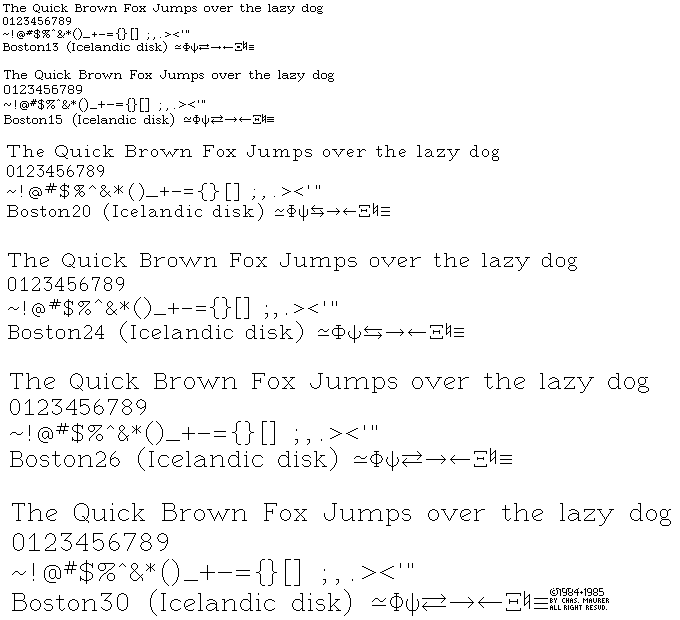 The Quick Brown Fox Jumps over the lazy dog
0123456789
~!@#$%^&*()_+-={}[] ;,.><'"
Boston13 (Icelandic disk) ≃Φψ⇄→←Ξ♮≡
The Quick Brown Fox Jumps over the lazy dog
0123456789
~!@#$%^&*()_+-={}[] ;,.><'"
Boston15 (Icelandic disk) ≃Φψ⇄→←Ξ♮≡
The Quick Brown Fox Jumps over the lazy dog
0123456789
~!@#$%^&*()_+-={}[] ;,.><'"
Boston20 (Icelandic disk) ≃Φψ⇆→←Ξ♮≡
The Quick Brown Fox Jumps over the lazy dog
0123456789
~!@#$%^&*()_+-={}[] ;,.><'"
Boston24 (Icelandic disk) ≃Φψ⇆→←Ξ♮≡
The Quick Brown Fox Jumps over the lazy dog
0123456789
~!@#$%^&*()_+-={}[] ;,.><'"
Boston26 (Icelandic disk) ≃Φψ⇄→←Ξ♮≡
The Quick Brown Fox Jumps over the lazy dog
0123456789
~!@#$%^&*()_+-={}[] ;,.><'"
Boston30 (Icelandic disk) ≃Φψ⇄→←Ξ♮≡
©1984+1985
BY CHAS. MAURER
ALL RIGHT RESVD.